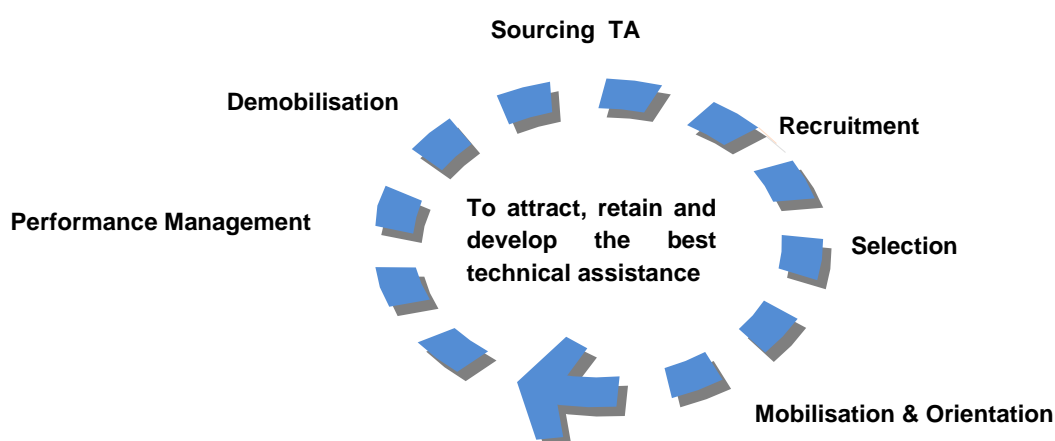 Sourcing TA
Demobilisation
Recruitment
Performance Management
To attract, retain and
develop the best
technical assistance
Selection
Mobilisation & Orientation